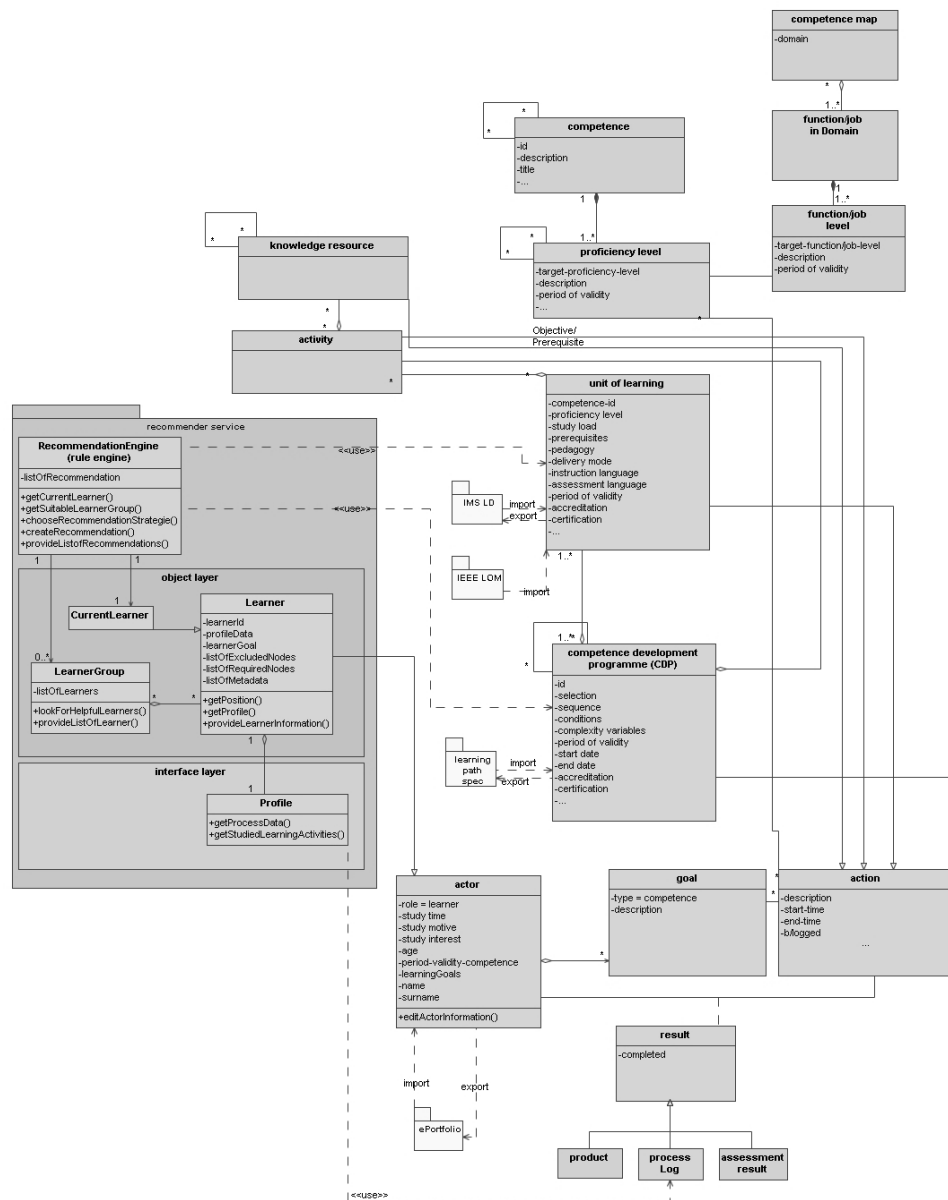 competence map
-domain
*
1..*
function/job
in Domain
1
1..*
function/job
level
-target-function/job-level
-description
-period of validity
*
*
competence
-id
-description
-title
-...
1
1..*
*
*
proficiency level
-target-proficiency-level
-description
-period of validity
-...
*
*
*
knowledge resource
*
*
activity
*
Objective/
Prerequisite
*
unit of learning
-competence-id
-proficiency level
-study load
-prerequisites
-pedagogy
-delivery mode
-instruction language
-assessment language
-period of validity
-accreditation
-certification
-...
1..*
IMS LD
import
export
IEEE LOM
import
recommender service
RecommendationEngine
(rule engine)
-listOfRecommendation
+getCurrentLearner()
+getSuitableLearnerGroup()
+chooseRecommendationStrategie()
+createRecommendation()
+provideListofRecommendations()
<<use>>
<<use>>
1
1
object layer
1
CurrentLearner
Learner
-learnerId
-profileData
-learnerGoal
-listOfExcludedNodes
-listOfRequiredNodes
-listOfMetadata
+getPosition()
+getProfile()
+provideLearnerInformation()
0..*
LearnerGroup
-listOfLearners
+lookForHelpfulLearners()
+provideListOfLearner()
*
*
1
interface layer
1
Profile
+getProcessData()
+getStudiedLearningActivities()
1..*
*
*
competence development
programme (CDP)
-id
-selection
-sequence
-conditions
-complexity variables
-period of validity
-start date
-end date
-accreditation
-certification
-...
learning
path
spec
import
export
actor
-role = learner
-study time
-study motive
-study interest
-age
-period-validity-competence
-learningGoals
-name
-surname
+editActorInformation()
*
goal
-type = competence
-description
*
*
action
-description
-start-time
-end-time
-b/logged
...
import
export
ePortfolio
result
-completed
product
process
Log
assessment
result
<<use>>